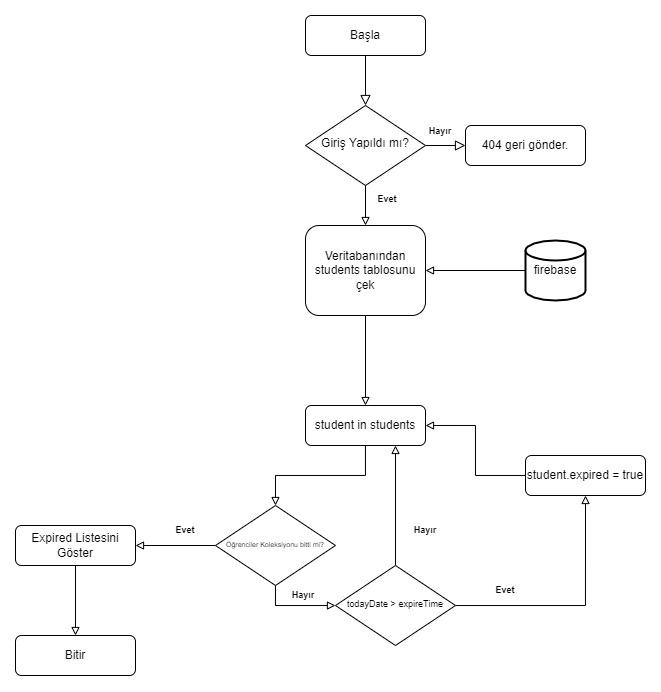 Başla
Giriş Yapıldı mı?
Hayır
404 geri gönder.
Evet
Veritabanından
students tablosunu
çek
firebase
student in students
student.expired = true
Evet
Expired Listesini
Göster
Öğrenciler Koleksiyonu bitti mi?
Hayır
Hayır
todayDate > expireTime
Evet
Bitir